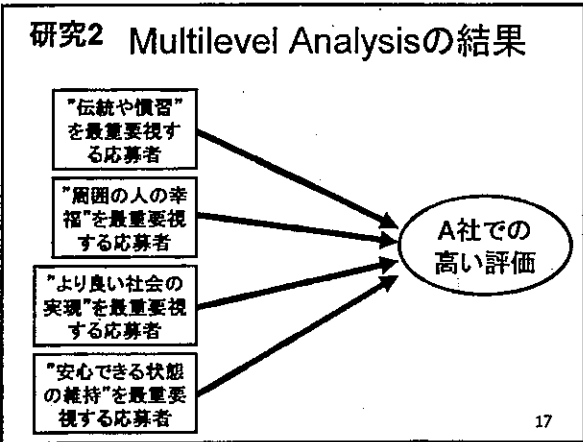 研究2 Multilevel Analysisの結果
"伝統や慣習"
を最重要視す
る応募者
"周囲の人の幸
福"を最重要視
する応募者
"より良い社会の
実現"を最重要視
する応募者
"安心できる状態
の維持"を最重要
視する応募者
A社での
高い評価
17